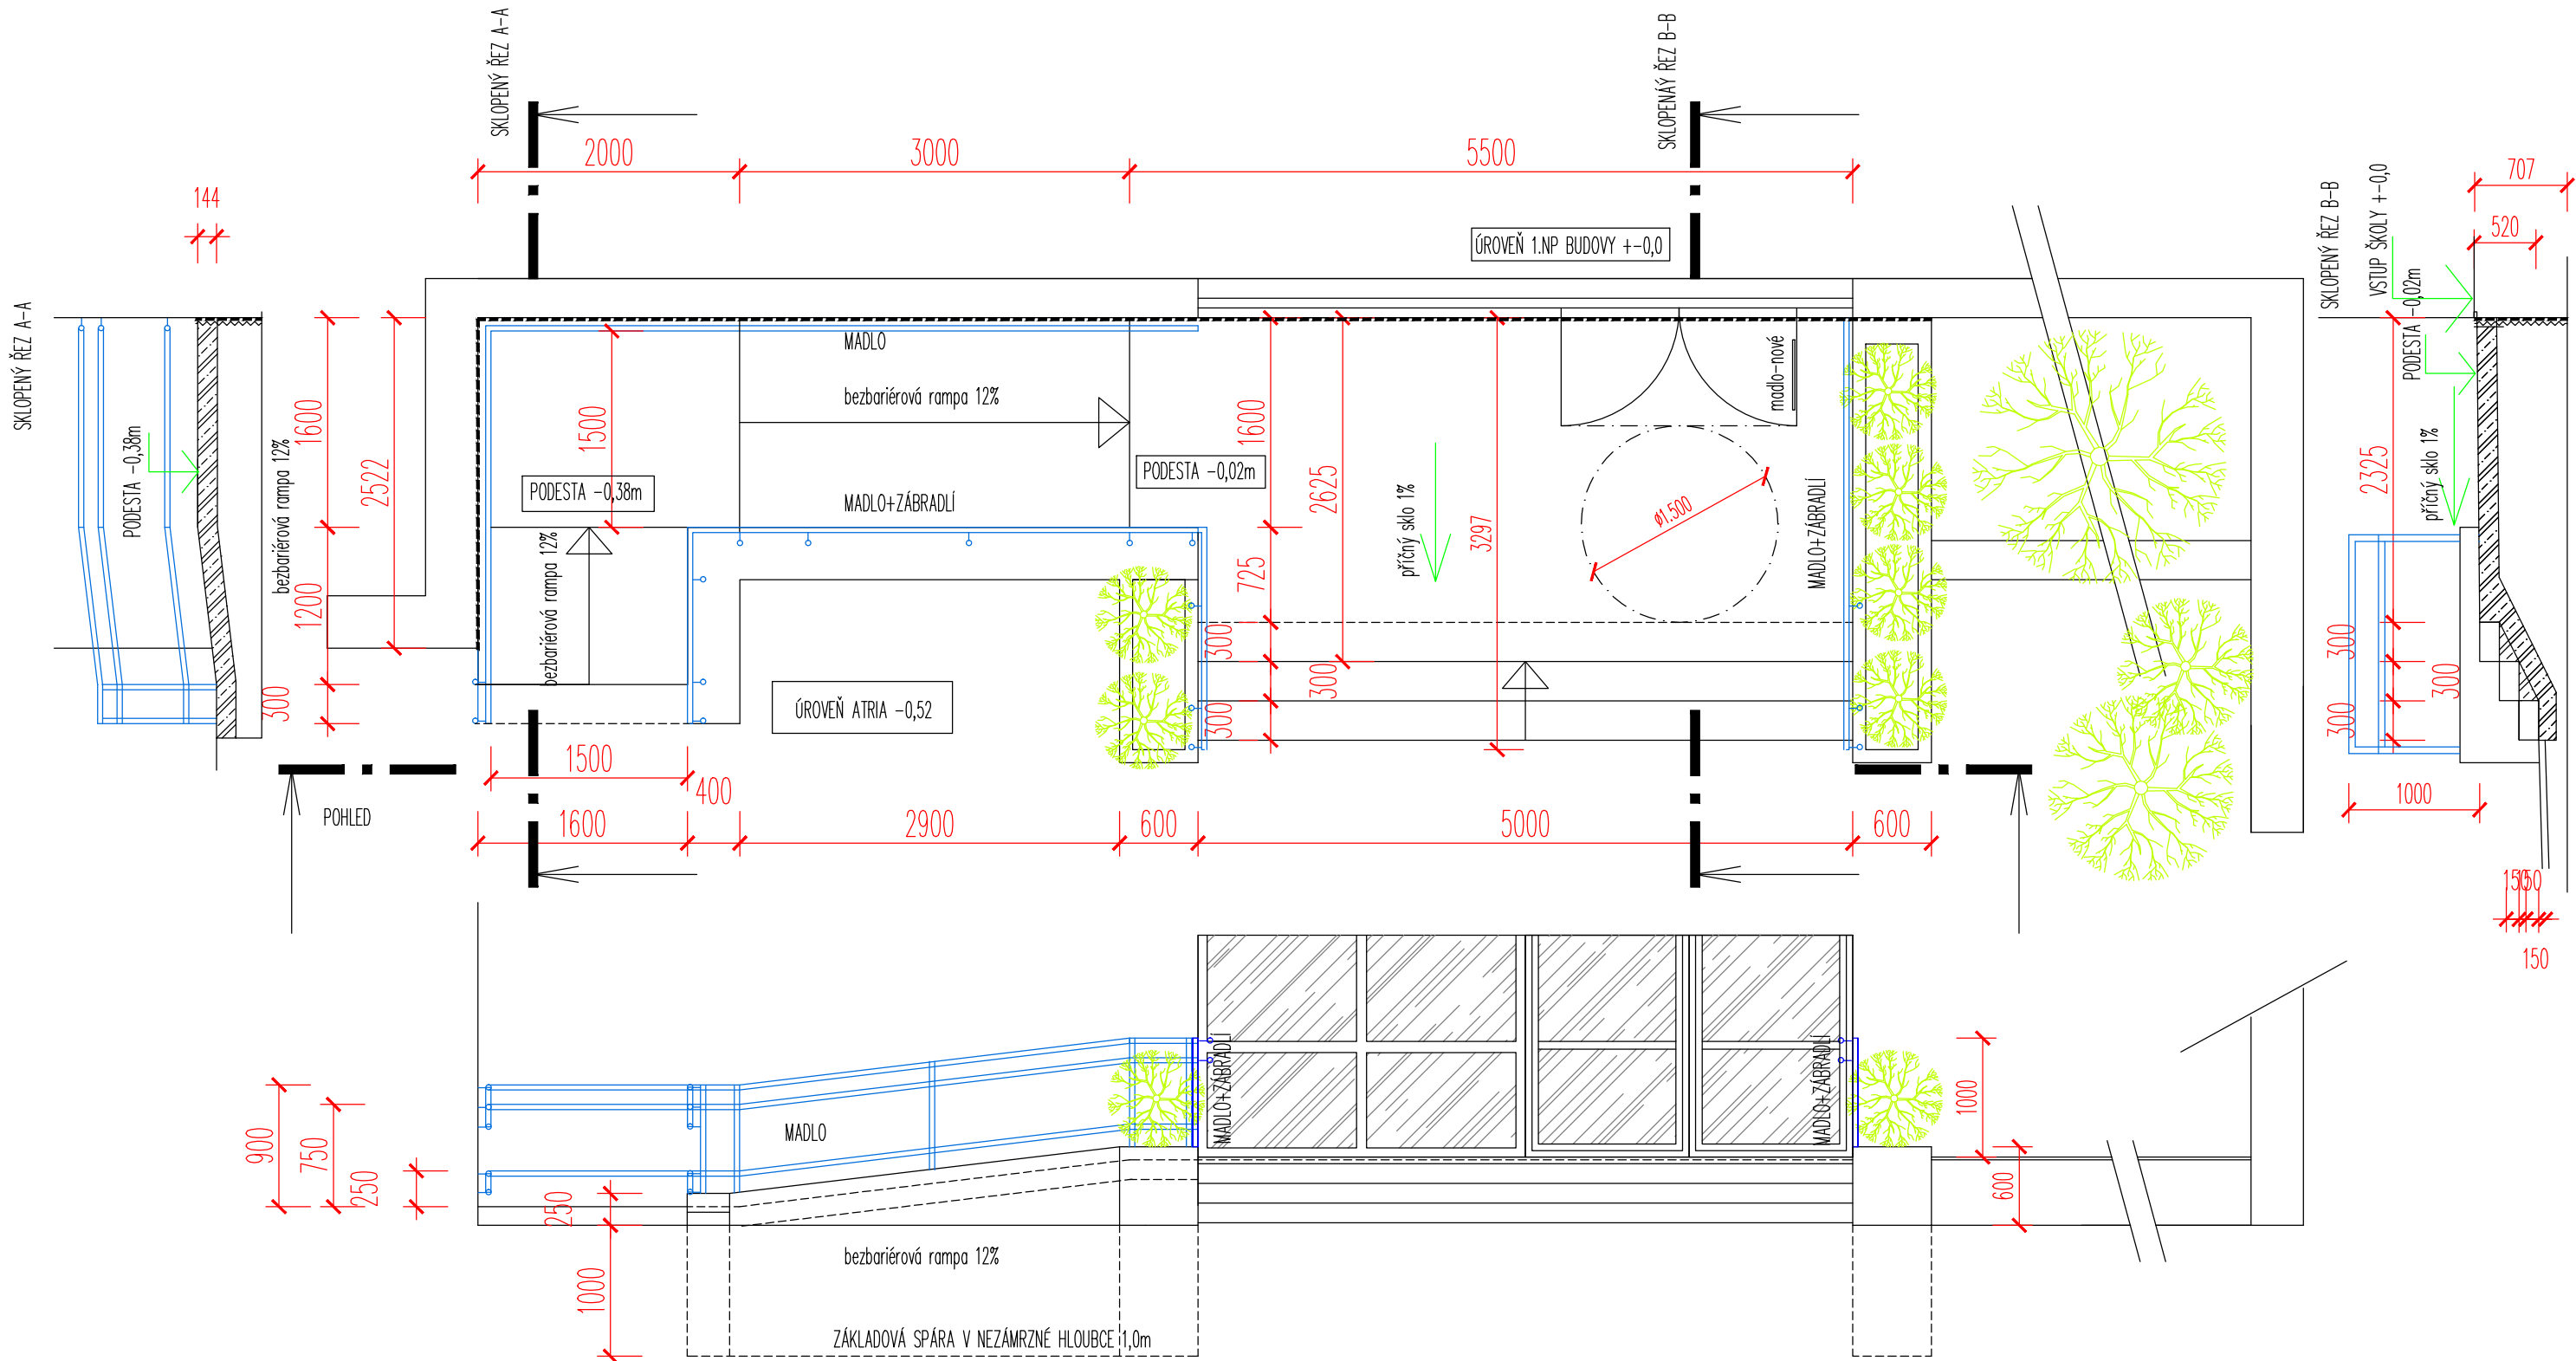 SKLOPENÝ ŘEZ A-A
SKLOPENÁÝ ŘEZ B-B
2000
3000
5500
144
707
520
SKLOPENÝ ŘEZ B-B
VSTUP ŠKOLY +-0,0
PODESTA -0,02m
ÚROVEŇ 1.NP BUDOVY +-0,0
SKLOPENÝ ŘEZ A-A
PODESTA -0,38m
bezbariérová rampa 12%
1600
2522
1200
300
1500
MADLO
bezbariérová rampa 12%
PODESTA -0,38m
MADLO+ZÁBRADLÍ
bezbariérová rampa 12%
PODESTA -0,02m
1600
725
300
300
2625
300
3297
příčný sklo 1%
ø1.500
madlo-nové
MADLO+ZÁBRADLÍ
příčný sklo 1%
2325
300
300
300
1000
ÚROVEŇ ATRIA -0,52
POHLED
1500
400
1600
2900
600
5000
600
150
150
150
MADLO+ZÁBRADLÍ
MADLO+ZÁBRADLÍ
1000
600
900
750
250
MADLO
250
1000
bezbariérová rampa 12%
ZÁKLADOVÁ SPÁRA V NEZÁMRZNÉ HLOUBCE 1,0m